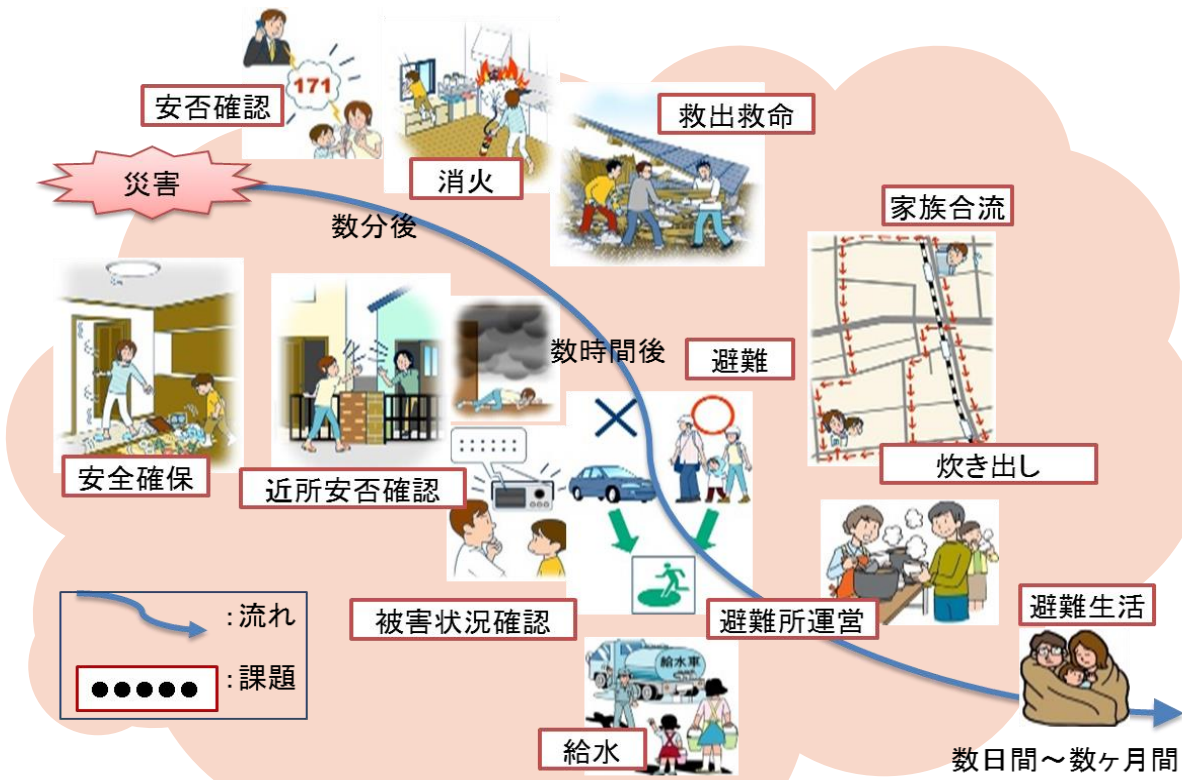 171
安否確認
救出救命
災害
消火
家族合流
数分後
数時間後
避難
安全確保
近所安否確認
炊き出し
被害状況確認
避難所運営
避難生活
:流れ
給水車
:課題
●●●●●
給水
数日間～数ヶ月間